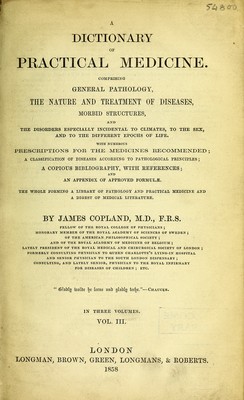 54800
A
DICTIONARY
OF
PRACTICAL MEDICINE.
COMPRISING
GENERAL PATHOLOGY,
THE NATURE AND TREATMENT OF DISEASES,
MORBID STRUCTURES,
AND
THE DISORDERS ESPECIALLY INCIDENTAL TO CLIMATES, TO THE SEX,
AND TO THE DIFFERENT EPOCHS OF LIFE.
WITH NUMEROUS
PRESCRIPTIONS FOR THE MEDICINES RECOMMENDED;
A CLASSIFICATION OF DISEASES ACCORDING TO PATHOLOGICAL PRINCIPLES;
A COPIOUS BIBLIOGRAPHY, WITH REFERENCES;
AND
AN APPENDIX OF APPROVED FORMULÆ.
THE WHOLE FORMING A LIBRARY OF PATHOLOGY AND PRACTICAL MEDICINE AND
A DIGEST OF MEDICAL LITERATURE.
BY JAMES COPLAND, M.D., F.R.S.
FELLOW OF THE ROYAL COLLEGE OF PHYSICIANS;
HONORARY MEMBER OF THE ROYAL ACADEMY OF SCIENCES OF SWEDEN;
OF THE AMERICAN PHILOSOPHICAL SOCIETY;
AND OF THE ROYAL ACADEMY OF MEDICINE OF BELGIUM;
LATELY PRESIDENT OF THE ROYAL MEDICAL AND CHIRURGICAL SOCIETY OF LONDON;
FORMERLY CONSULTING PHYSICIAN TO QUEEN CHARLOTTE'S LYING-IN HOSPITAL
AND SENIOR PHYSICIAN TO THE SOUTH LONDON DISPENSARY;
CONSULTING, AND LATELY SENIOR, PHYSICIAN TO THE ROYAL INFIRMARY
FOR DISEASES OF CHILDREN; ETC.
"Gladly wolde he lerne and gladly teche."—CHAUCER.
IN THREE VOLUMES.
VOL. III.
LONDON
LONGMAN, BROWN, GREEN, LONGMANS, & ROBERTS.
1858